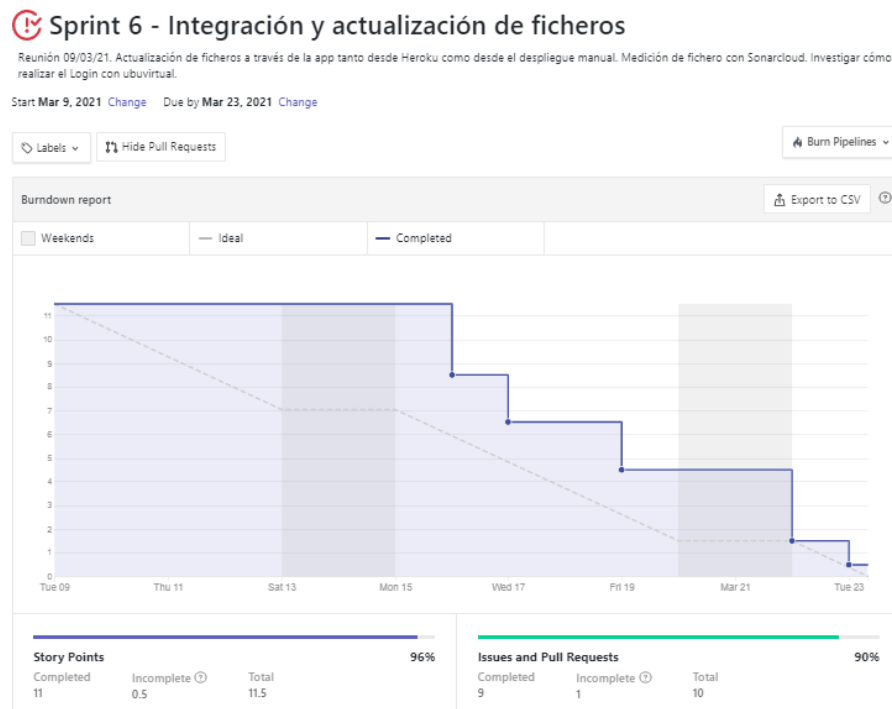 Sprint 6 - Integración y actualización de ficheros
Reunión 09/03/21. Actualización de ficheros a través de la app tanto desde Heroku como desde el despliegue manual. Medición de fichero con Sonarcloud. Investigar cómo
realizar el Login con ubuvirtual.
Start Mar 9, 2021 Change Due by Mar 23, 2021 Change
Labels Hide Pull Requests Burn Pipelines
Burndown report Export to CSV
Weekends Ideal Completed
11
10
9
8
7
6
5
4
3
2
1
0
Tue 09 Thu 11 Sat 13 Mon 15 Wed 17 Fri 19 Mar 21 Tue 23
Story Points 96% Issues and Pull Requests 90%
Completed Incomplete Total Completed Incomplete Total
11 0.5 11.5 9 1 10